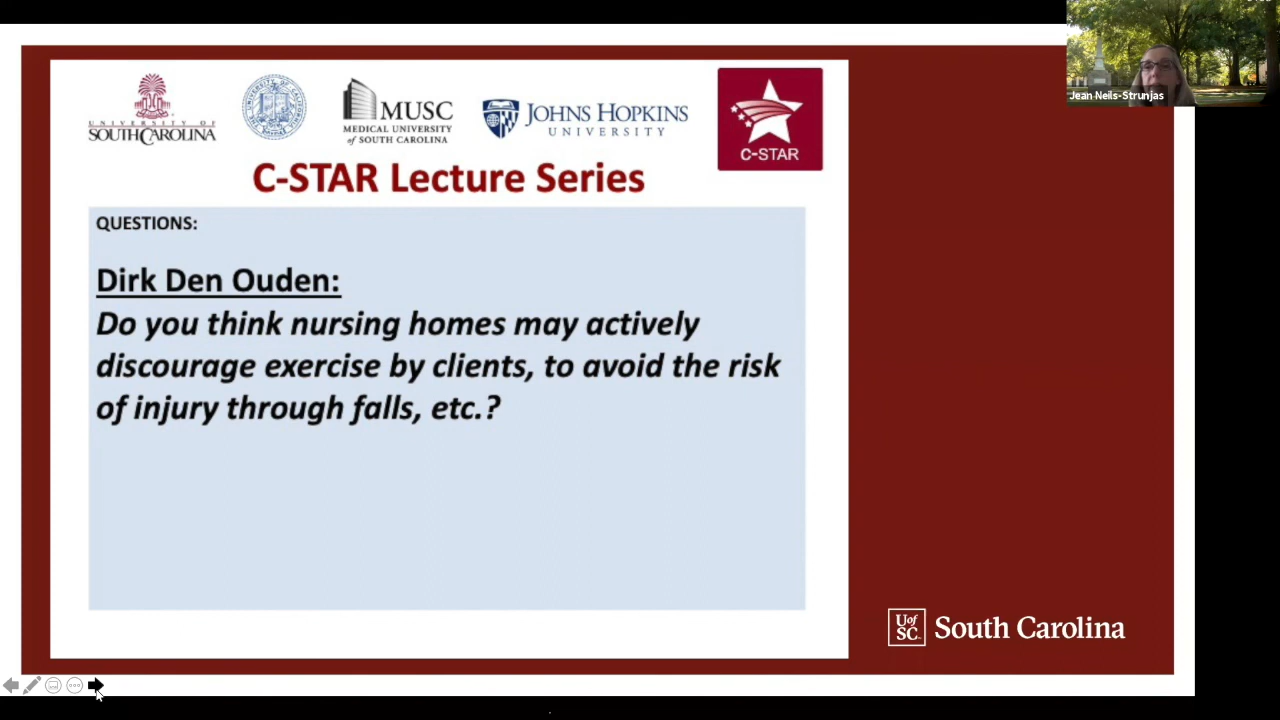 Jean Neils-Strunjas
UNIVERSITY OF
SOUTH CAROLINA
MUSC
MEDICAL UNIVERSITY
of SOUTH CAROLINA
JOHNS HOPKINS
UNIVERSITY
C-STAR
C-STAR Lecture Series
QUESTIONS:
Dirk Den Ouden:
Do you think nursing homes may actively
discourage exercise by clients, to avoid the risk
of injury through falls, etc.?
U of
SC
South Carolina